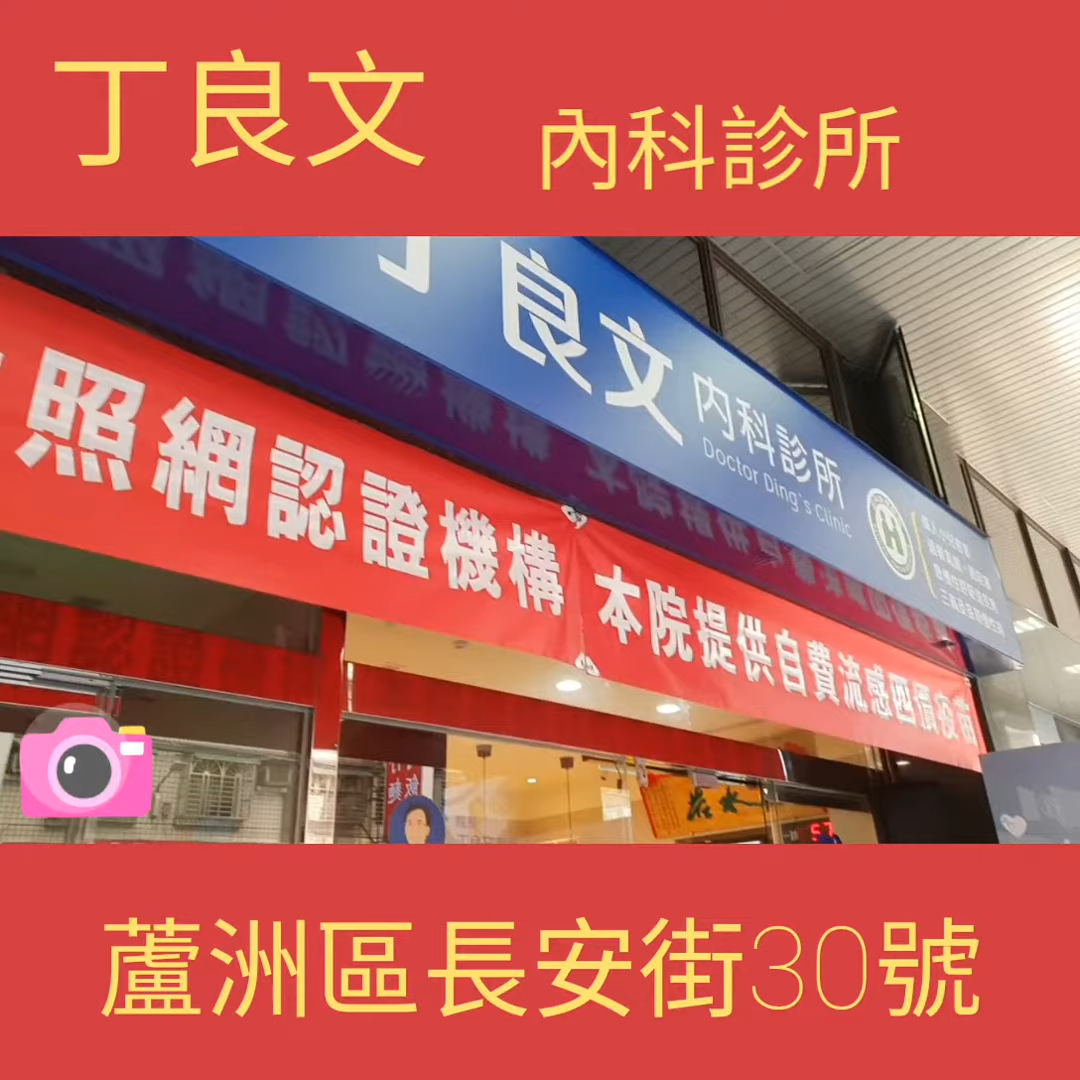 丁良文
內科診所
丁良文
內科診所
Doctor Ding's Clinic
H
照網認證機構
本院提供自費流感四價疫苗
57
蘆洲區長安街30號